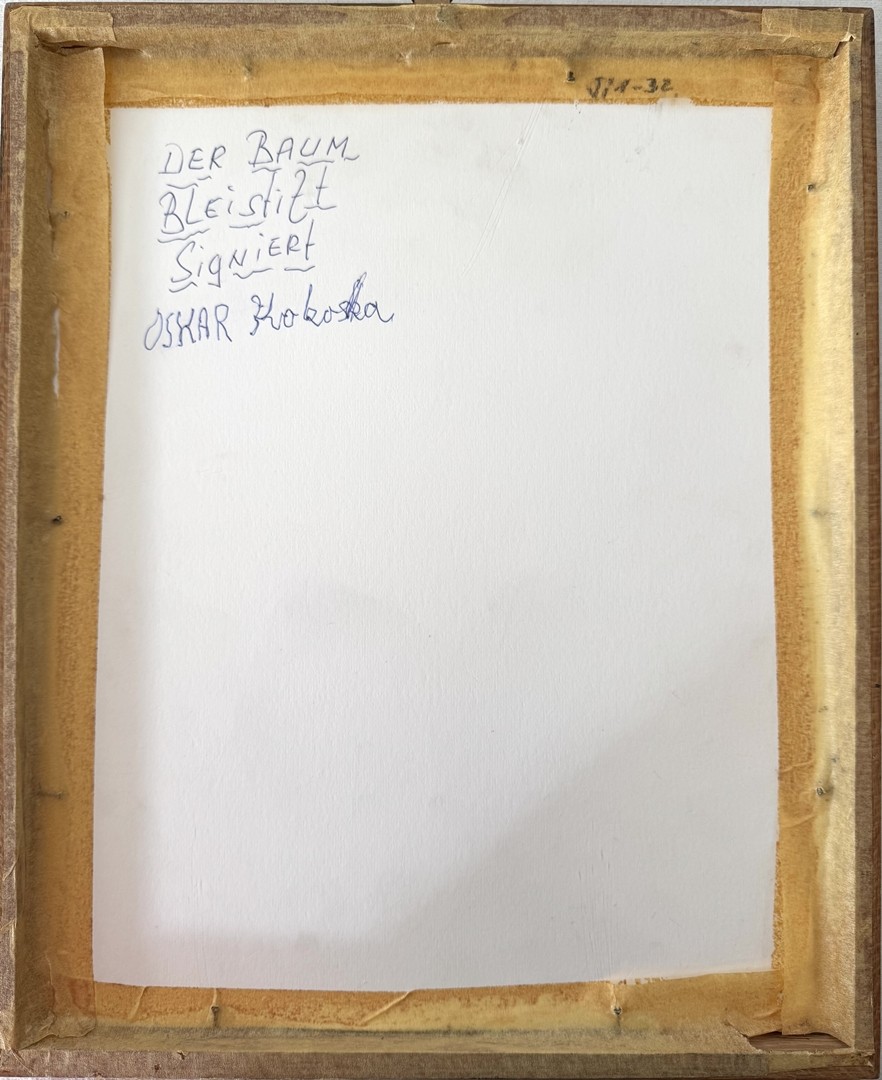 DER BAUM
BLEistift
SigNiERt
OSKAR Kokoska